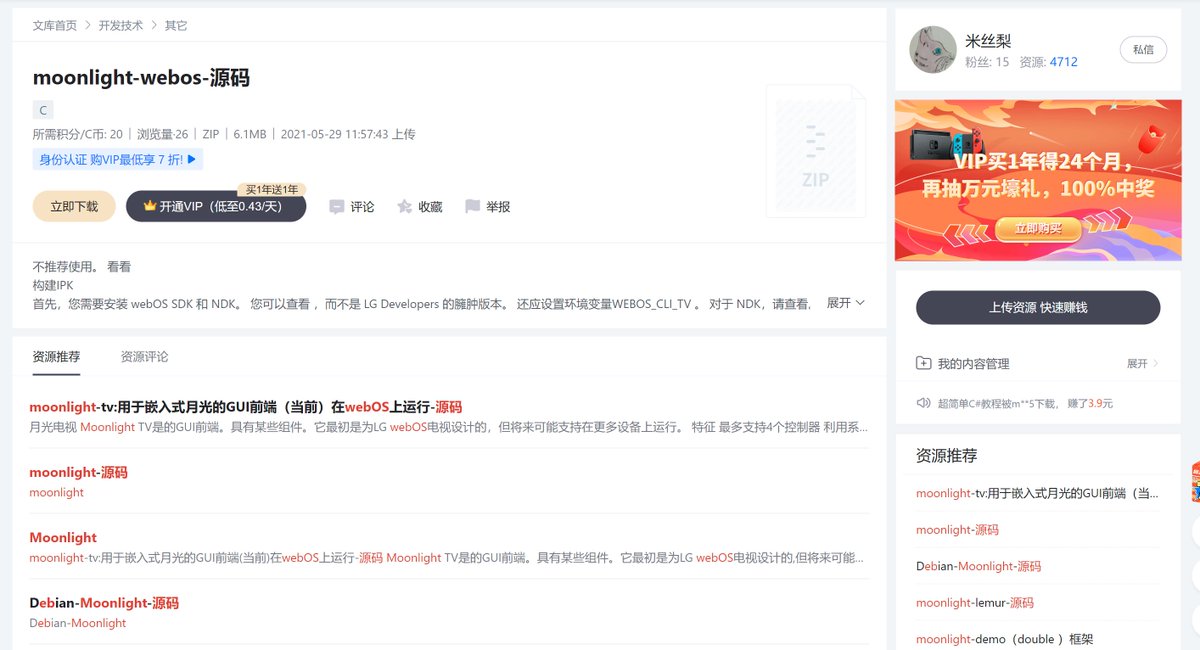 文库首页 > 开发技术 > 其它
moonlight-webos-源码
C
所需积分/C币: 20 | 浏览量·26 | ZIP | 6.1MB | 2021-05-29 11:57:43 上传
身份认证 购VIP最低享 7 折!
买1年送1年
立即下载 开通VIP（低至0.43/天） 评论 收藏 举报
ZIP
不推荐使用。 看看
构建IPK
首先，您需要安装 webOS SDK 和 NDK。 您可以查看 ，而不是 LG Developers 的臃肿版本。 还应设置环境变量WEBOS_CLI_TV 。 对于 NDK，请查看, 展开
资源推荐 资源评论
moonlight-tv:用于嵌入式月光的GUI前端（当前）在webOS上运行-源码
月光电视 Moonlight TV是的GUI前端。具有某些组件。它最初是为LG webOS电视设计的，但将来可能支持在更多设备上运行。 特征 最多支持4个控制器 利用系...
moonlight-源码
moonlight
Moonlight
moonlight-tv:用于嵌入式月光的GUI前端(当前)在webOS上运行-源码 Moonlight TV是的GUI前端。具有某些组件。它最初是为LG webOS电视设计的,但将来可能...
Debian-Moonlight-源码
Debian-Moonlight
米丝梨
粉丝: 15 资源: 4712
私信
VIP买1年得24个月，
再抽万元壕礼，100%中奖
立即购买
上传资源 快速赚钱
我的内容管理 展开
超简单C#教程被m**5下载， 赚了3.9元
资源推荐
moonlight-tv:用于嵌入式月光的GUI前端（当...
moonlight-源码
Debian-Moonlight-源码
moonlight-lemur-源码
moonlight-demo（double ）框架